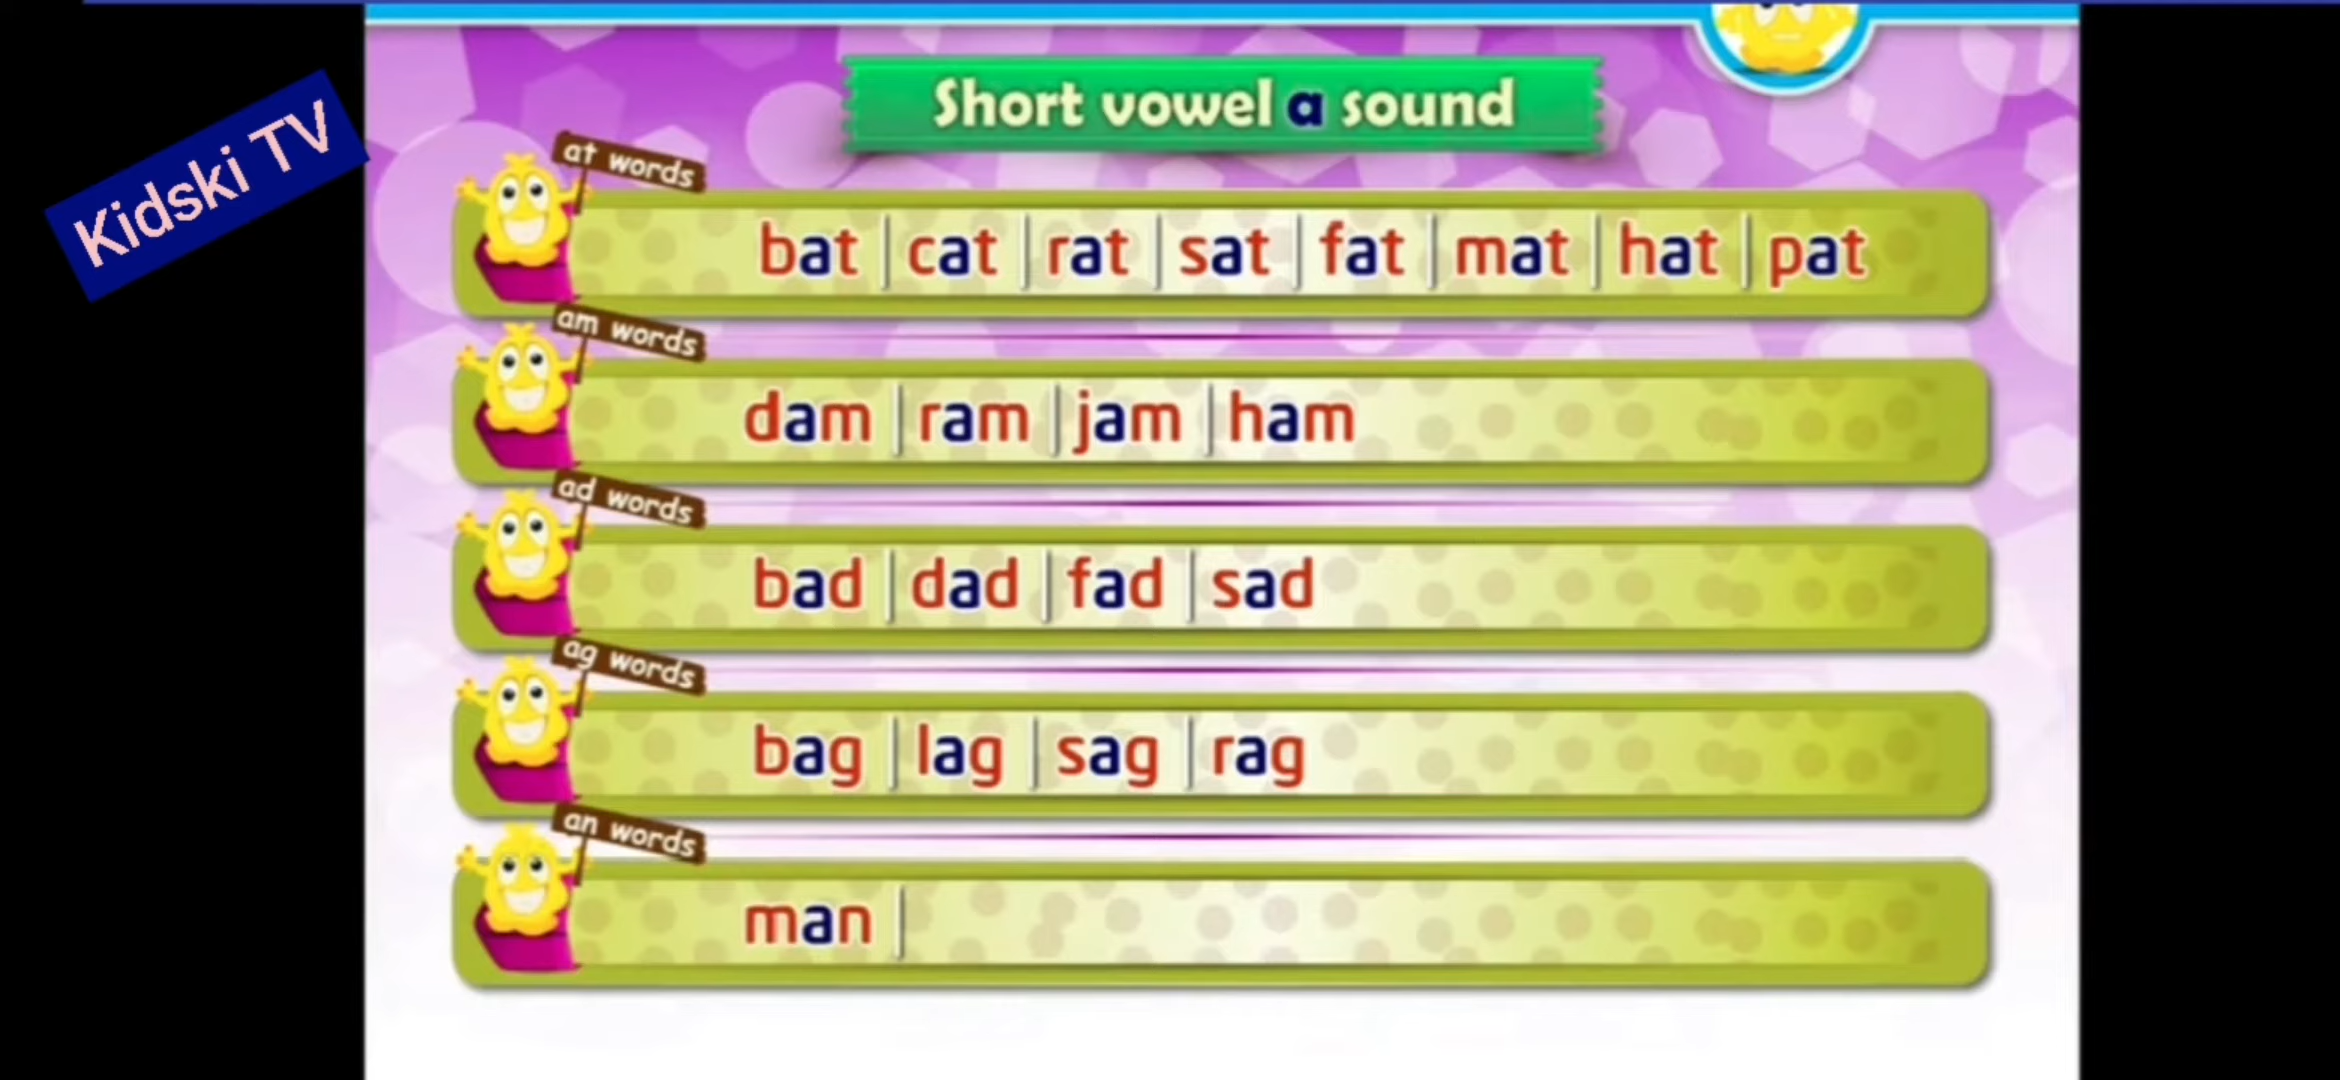 Kidski TV
Short vowel a sound
at words
bat | cat | rat | sat | fat | mat | hat | pat
am words
dam | ram | jam | ham
ad words
bad | dad | fad | sad
ag words
bag | lag | sag | rag
an words
man |